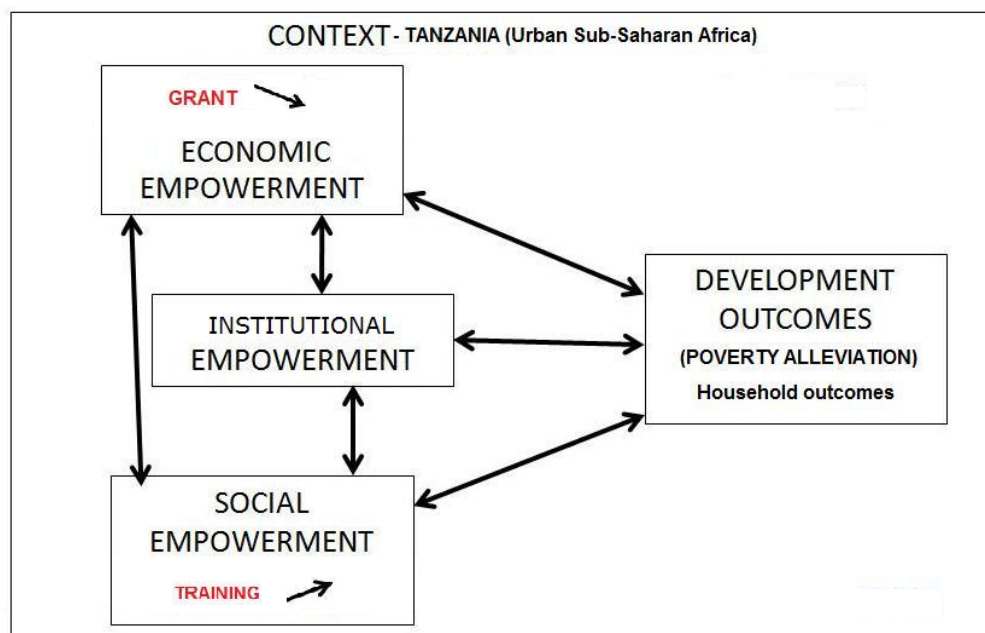 CONTEXT - TANZANIA (Urban Sub-Saharan Africa)
GRANT
ECONOMIC
EMPOWERMENT
INSTITUTIONAL
EMPOWERMENT
SOCIAL
EMPOWERMENT
TRAINING
DEVELOPMENT
OUTCOMES
(POVERTY ALLEVIATION)
Household outcomes